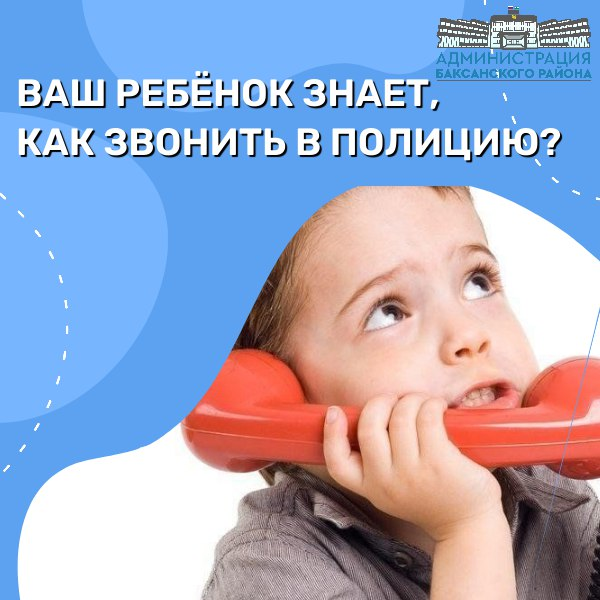 АДМИНИСТРАЦИЯ
БАКСАНСКОГО РАЙОНА
ВАШ РЕБЁНОК ЗНАЕТ,
КАК ЗВОНИТЬ В ПОЛИЦИЮ?